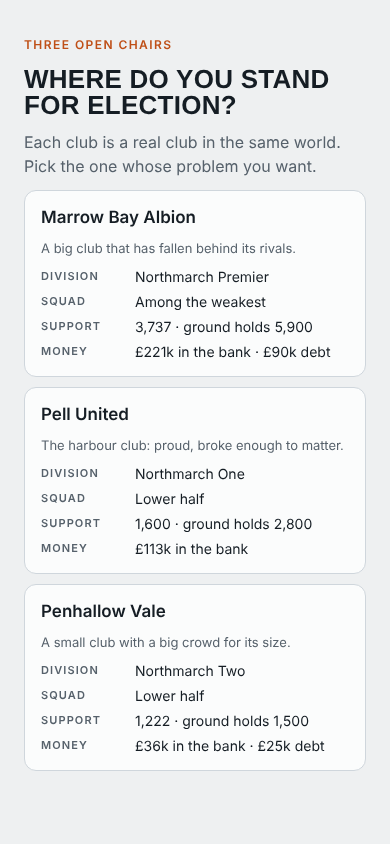 THREE OPEN CHAIRS
WHERE DO YOU STAND
FOR ELECTION?
Each club is a real club in the same world.
Pick the one whose problem you want.
Marrow Bay Albion
A big club that has fallen behind its rivals.
DIVISION Northmarch Premier
SQUAD Among the weakest
SUPPORT 3,737 · ground holds 5,900
MONEY £221k in the bank · £90k debt
Pell United
The harbour club: proud, broke enough to matter.
DIVISION Northmarch One
SQUAD Lower half
SUPPORT 1,600 · ground holds 2,800
MONEY £113k in the bank
Penhallow Vale
A small club with a big crowd for its size.
DIVISION Northmarch Two
SQUAD Lower half
SUPPORT 1,222 · ground holds 1,500
MONEY £36k in the bank · £25k debt